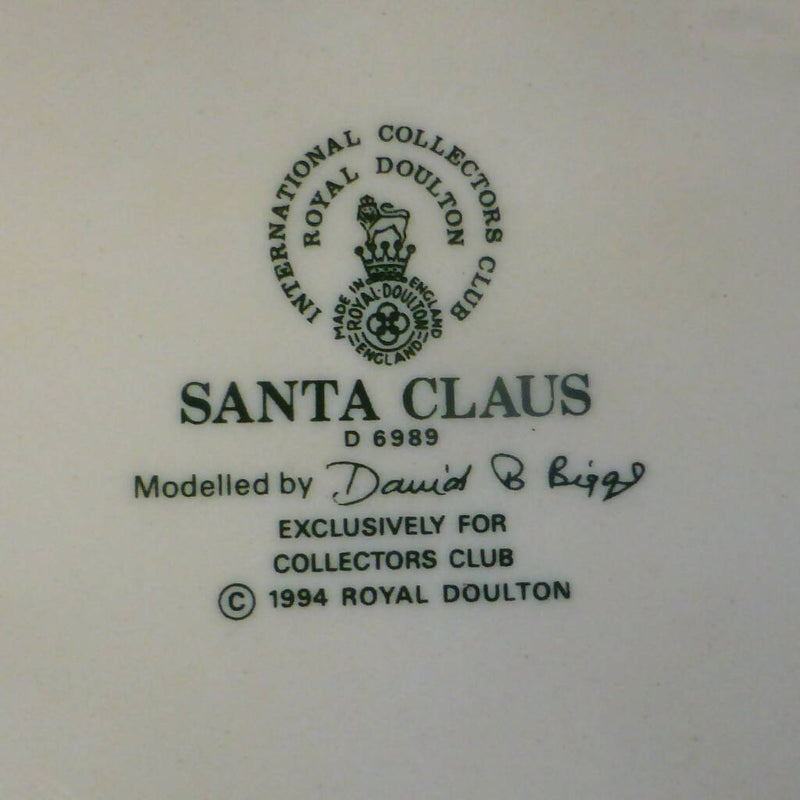 INTERNATIONAL COLLECTORS CLUB
ROYAL DOULTON
MADE IN ENGLAND
ROYAL·DOULTON
ENGLAND
SANTA CLAUS
D 6989
Modelled by David B Biggs
EXCLUSIVELY FOR
COLLECTORS CLUB
© 1994 ROYAL DOULTON